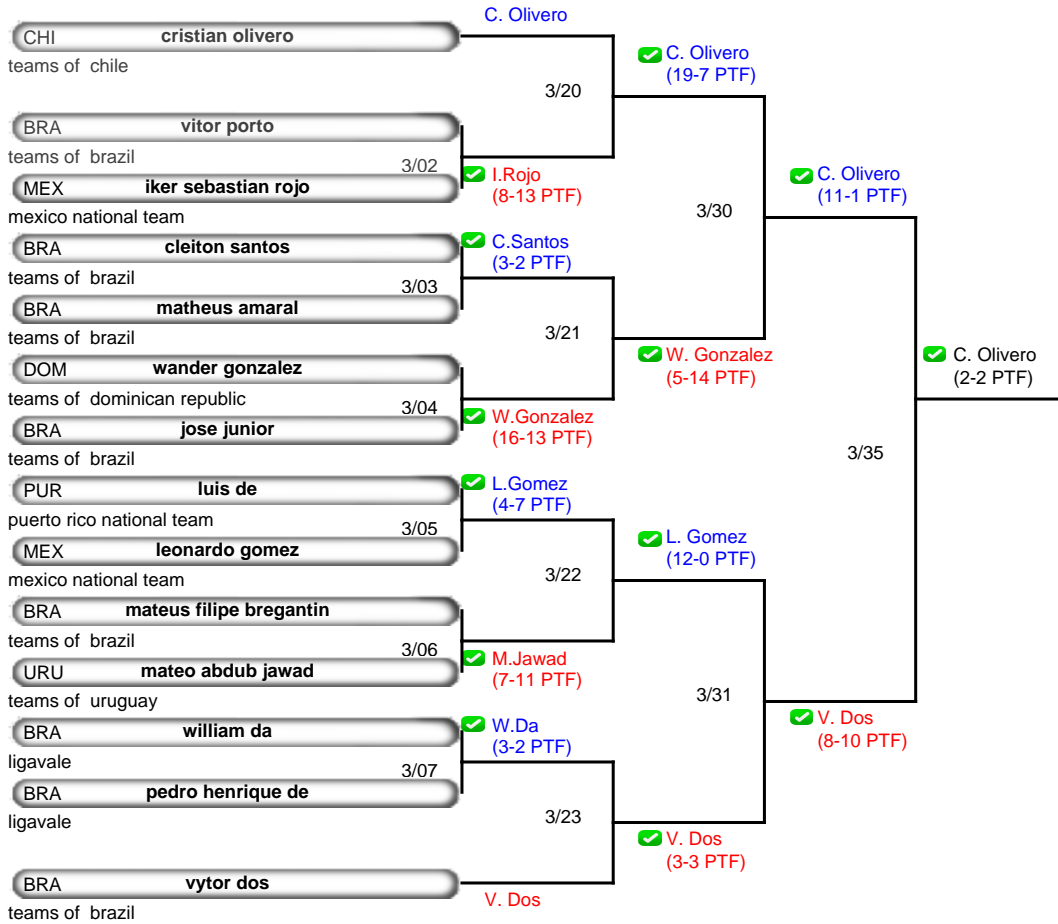 C. Olivero
CHI cristian olivero
teams of chile
C. Olivero
(19-7 PTF)
3/20
BRA vitor porto
teams of brazil
3/02
I.Rojo
(8-13 PTF)
MEX iker sebastian rojo
mexico national team
C. Olivero
(11-1 PTF)
3/30
BRA cleiton santos
teams of brazil
C.Santos
(3-2 PTF)
3/03
BRA matheus amaral
teams of brazil
3/21
W. Gonzalez
(5-14 PTF)
DOM wander gonzalez
teams of dominican republic
3/04
W.Gonzalez
(16-13 PTF)
BRA jose junior
teams of brazil
C. Olivero
(2-2 PTF)
3/35
PUR luis de
puerto rico national team
L.Gomez
(4-7 PTF)
3/05
MEX leonardo gomez
mexico national team
L. Gomez
(12-0 PTF)
3/22
BRA mateus filipe bregantin
teams of brazil
3/06
M.Jawad
(7-11 PTF)
URU mateo abdub jawad
teams of uruguay
3/31
V. Dos
(8-10 PTF)
BRA william da
ligavale
W.Da
(3-2 PTF)
3/07
BRA pedro henrique de
ligavale
3/23
V. Dos
(3-3 PTF)
BRA vytor dos
teams of brazil
V. Dos